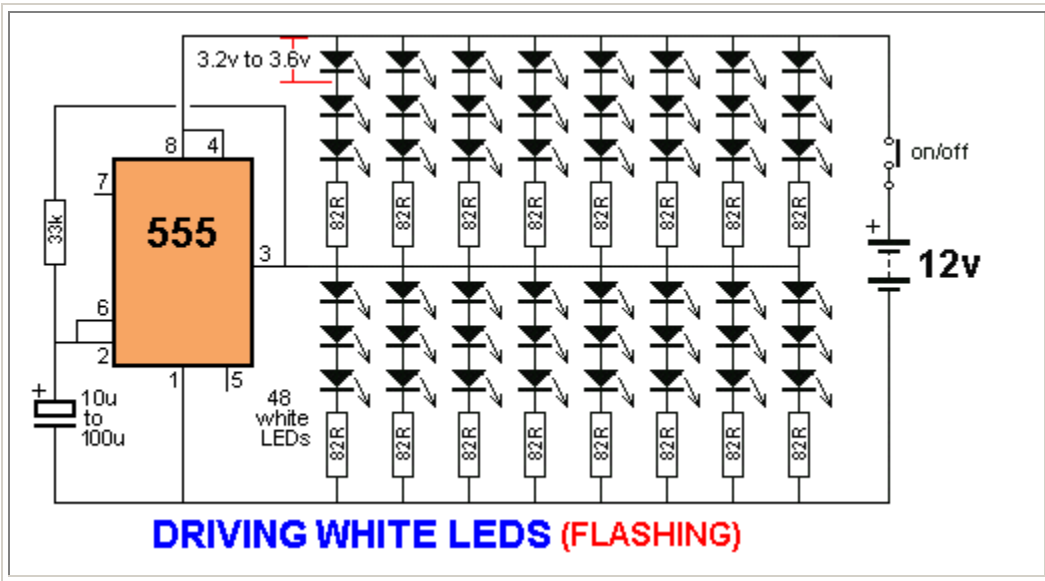 3.2v to 3.6v
8 4
7
555
33k
82R 82R 82R 82R 82R 82R 82R 82R
on/off
3
+
12v
6
2
1
5
+
10u
to
100u
48
white
LEDs
82R 82R 82R 82R 82R 82R 82R 82R
DRIVING WHITE LEDS (FLASHING)